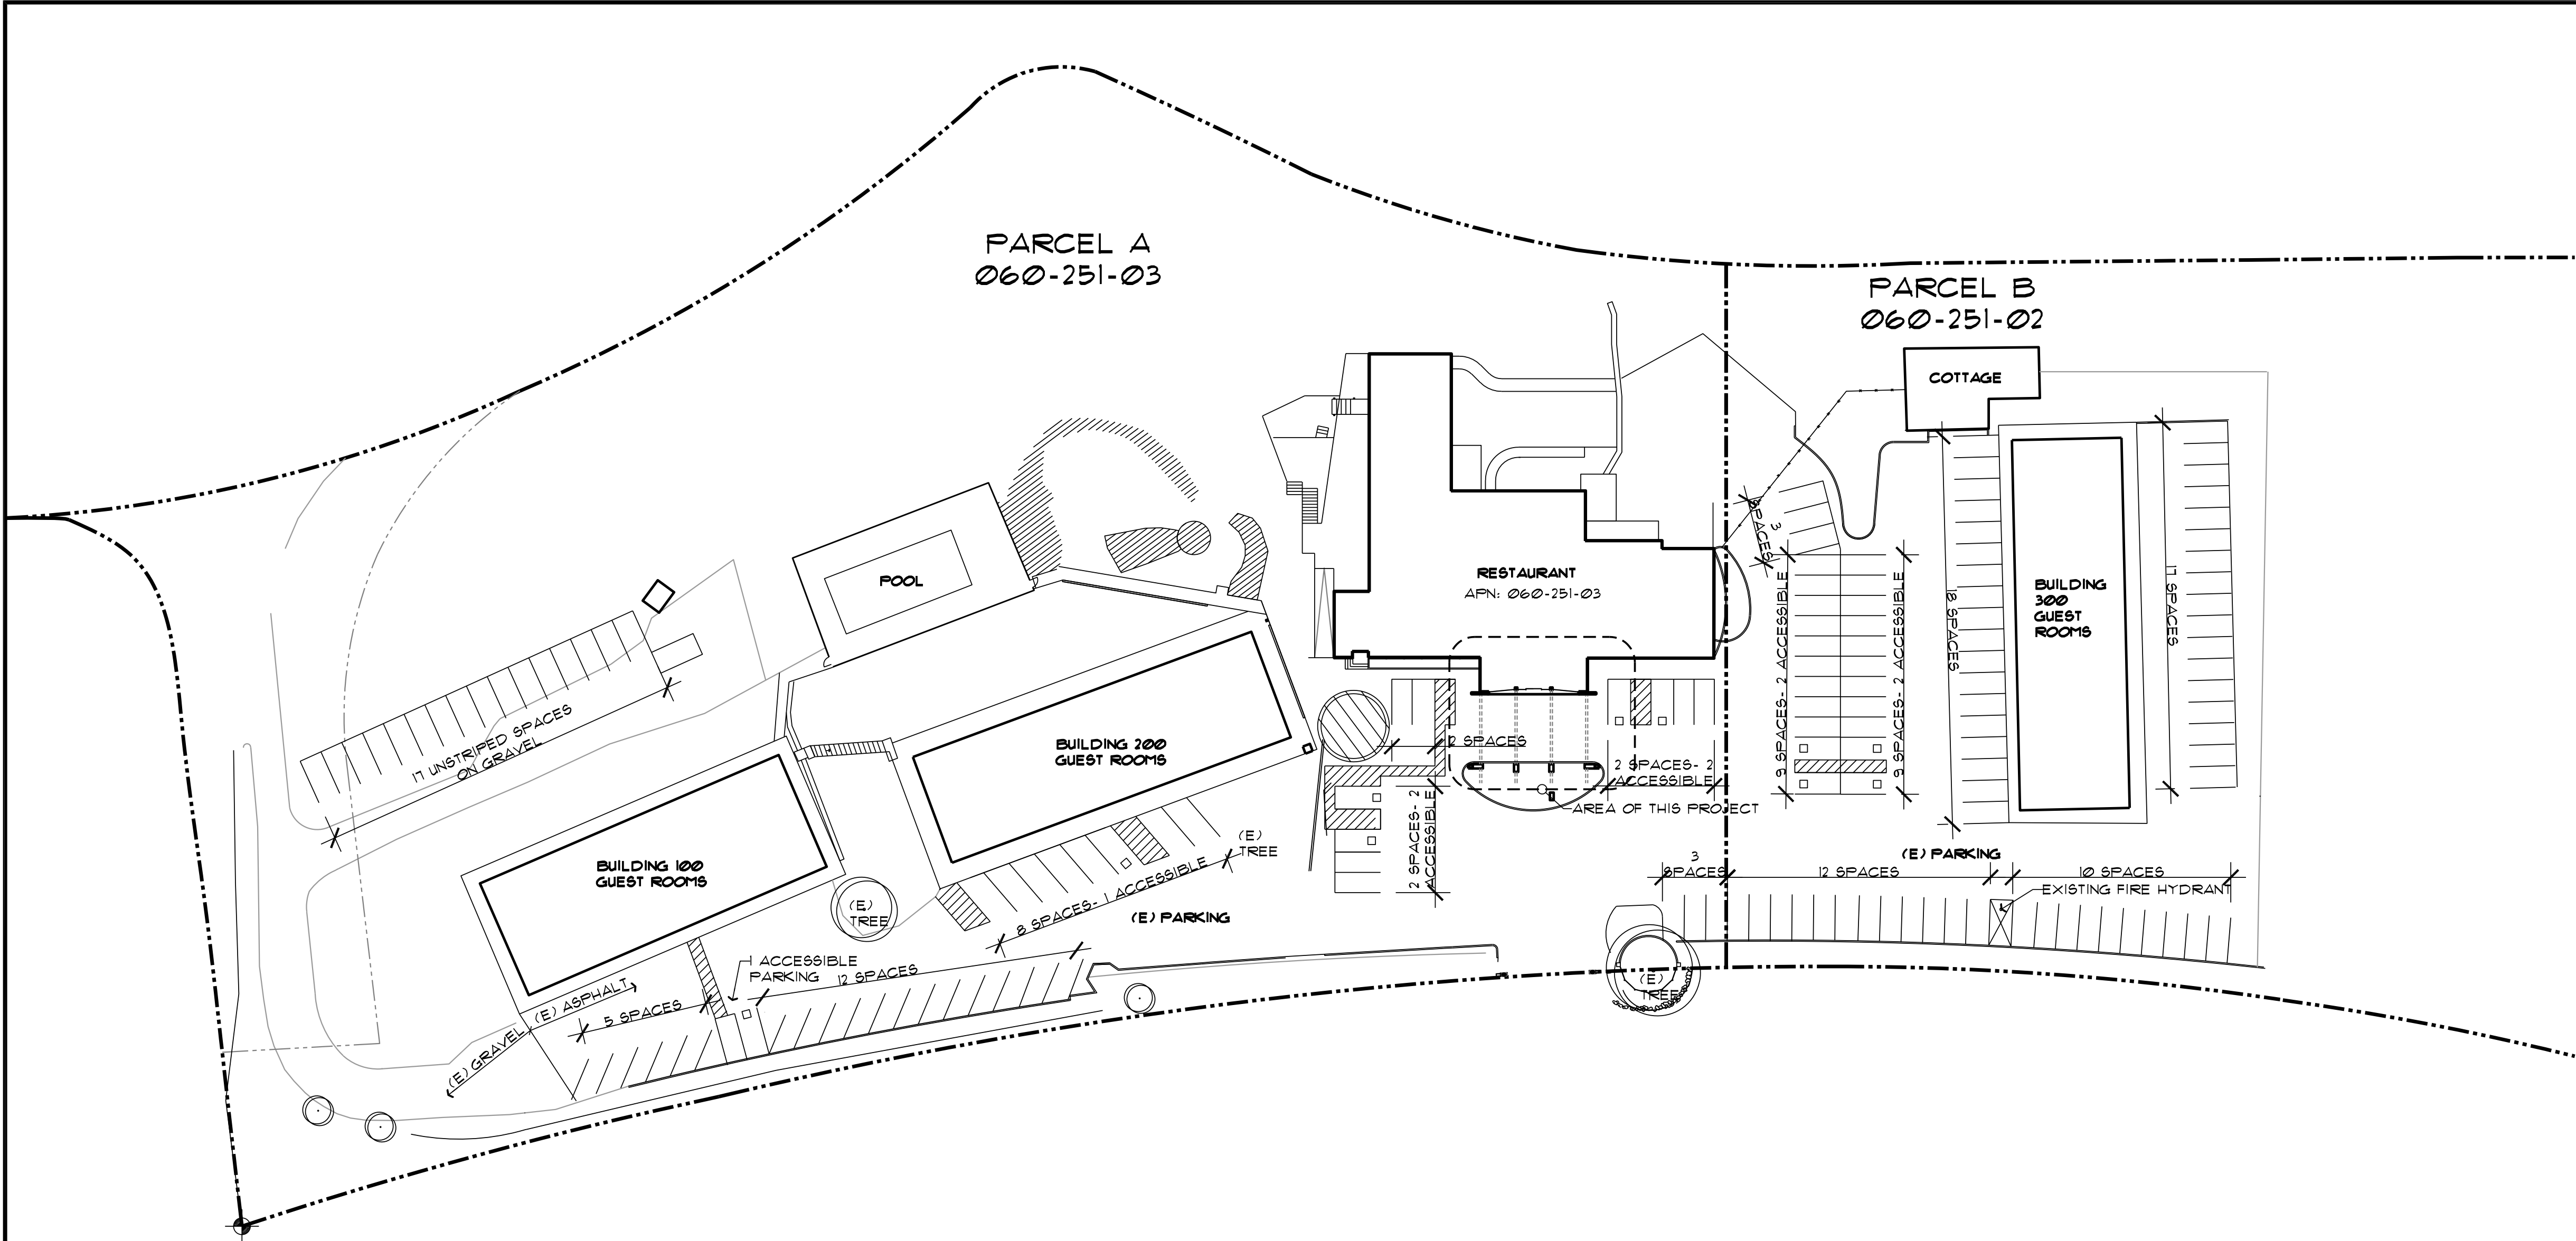 PARCEL A
060-251-03
PARCEL B
060-251-02
COTTAGE
POOL
RESTAURANT
APN: 060-251-03
3
SPACES
9 SPACES- 2 ACCESSIBLE
9 SPACES- 2 ACCESSIBLE
18 SPACES
BUILDING
300
GUEST
ROOMS
17 SPACES
17 UNSTRIPED SPACES
ON GRAVEL
BUILDING 200
GUEST ROOMS
2 SPACES
2 SPACES- 2
ACCESSIBLE
AREA OF THIS PROJECT
2 SPACES- 2
ACCESSIBLE
(E)
TREE
BUILDING 100
GUEST ROOMS
(E)
TREE
8 SPACES- 1 ACCESSIBLE
(E) PARKING
(E) PARKING
3
SPACES
12 SPACES
10 SPACES
EXISTING FIRE HYDRANT
1 ACCESSIBLE
PARKING
12 SPACES
(E) ASPHALT
5 SPACES
(E) GRAVEL
(E)
TREE